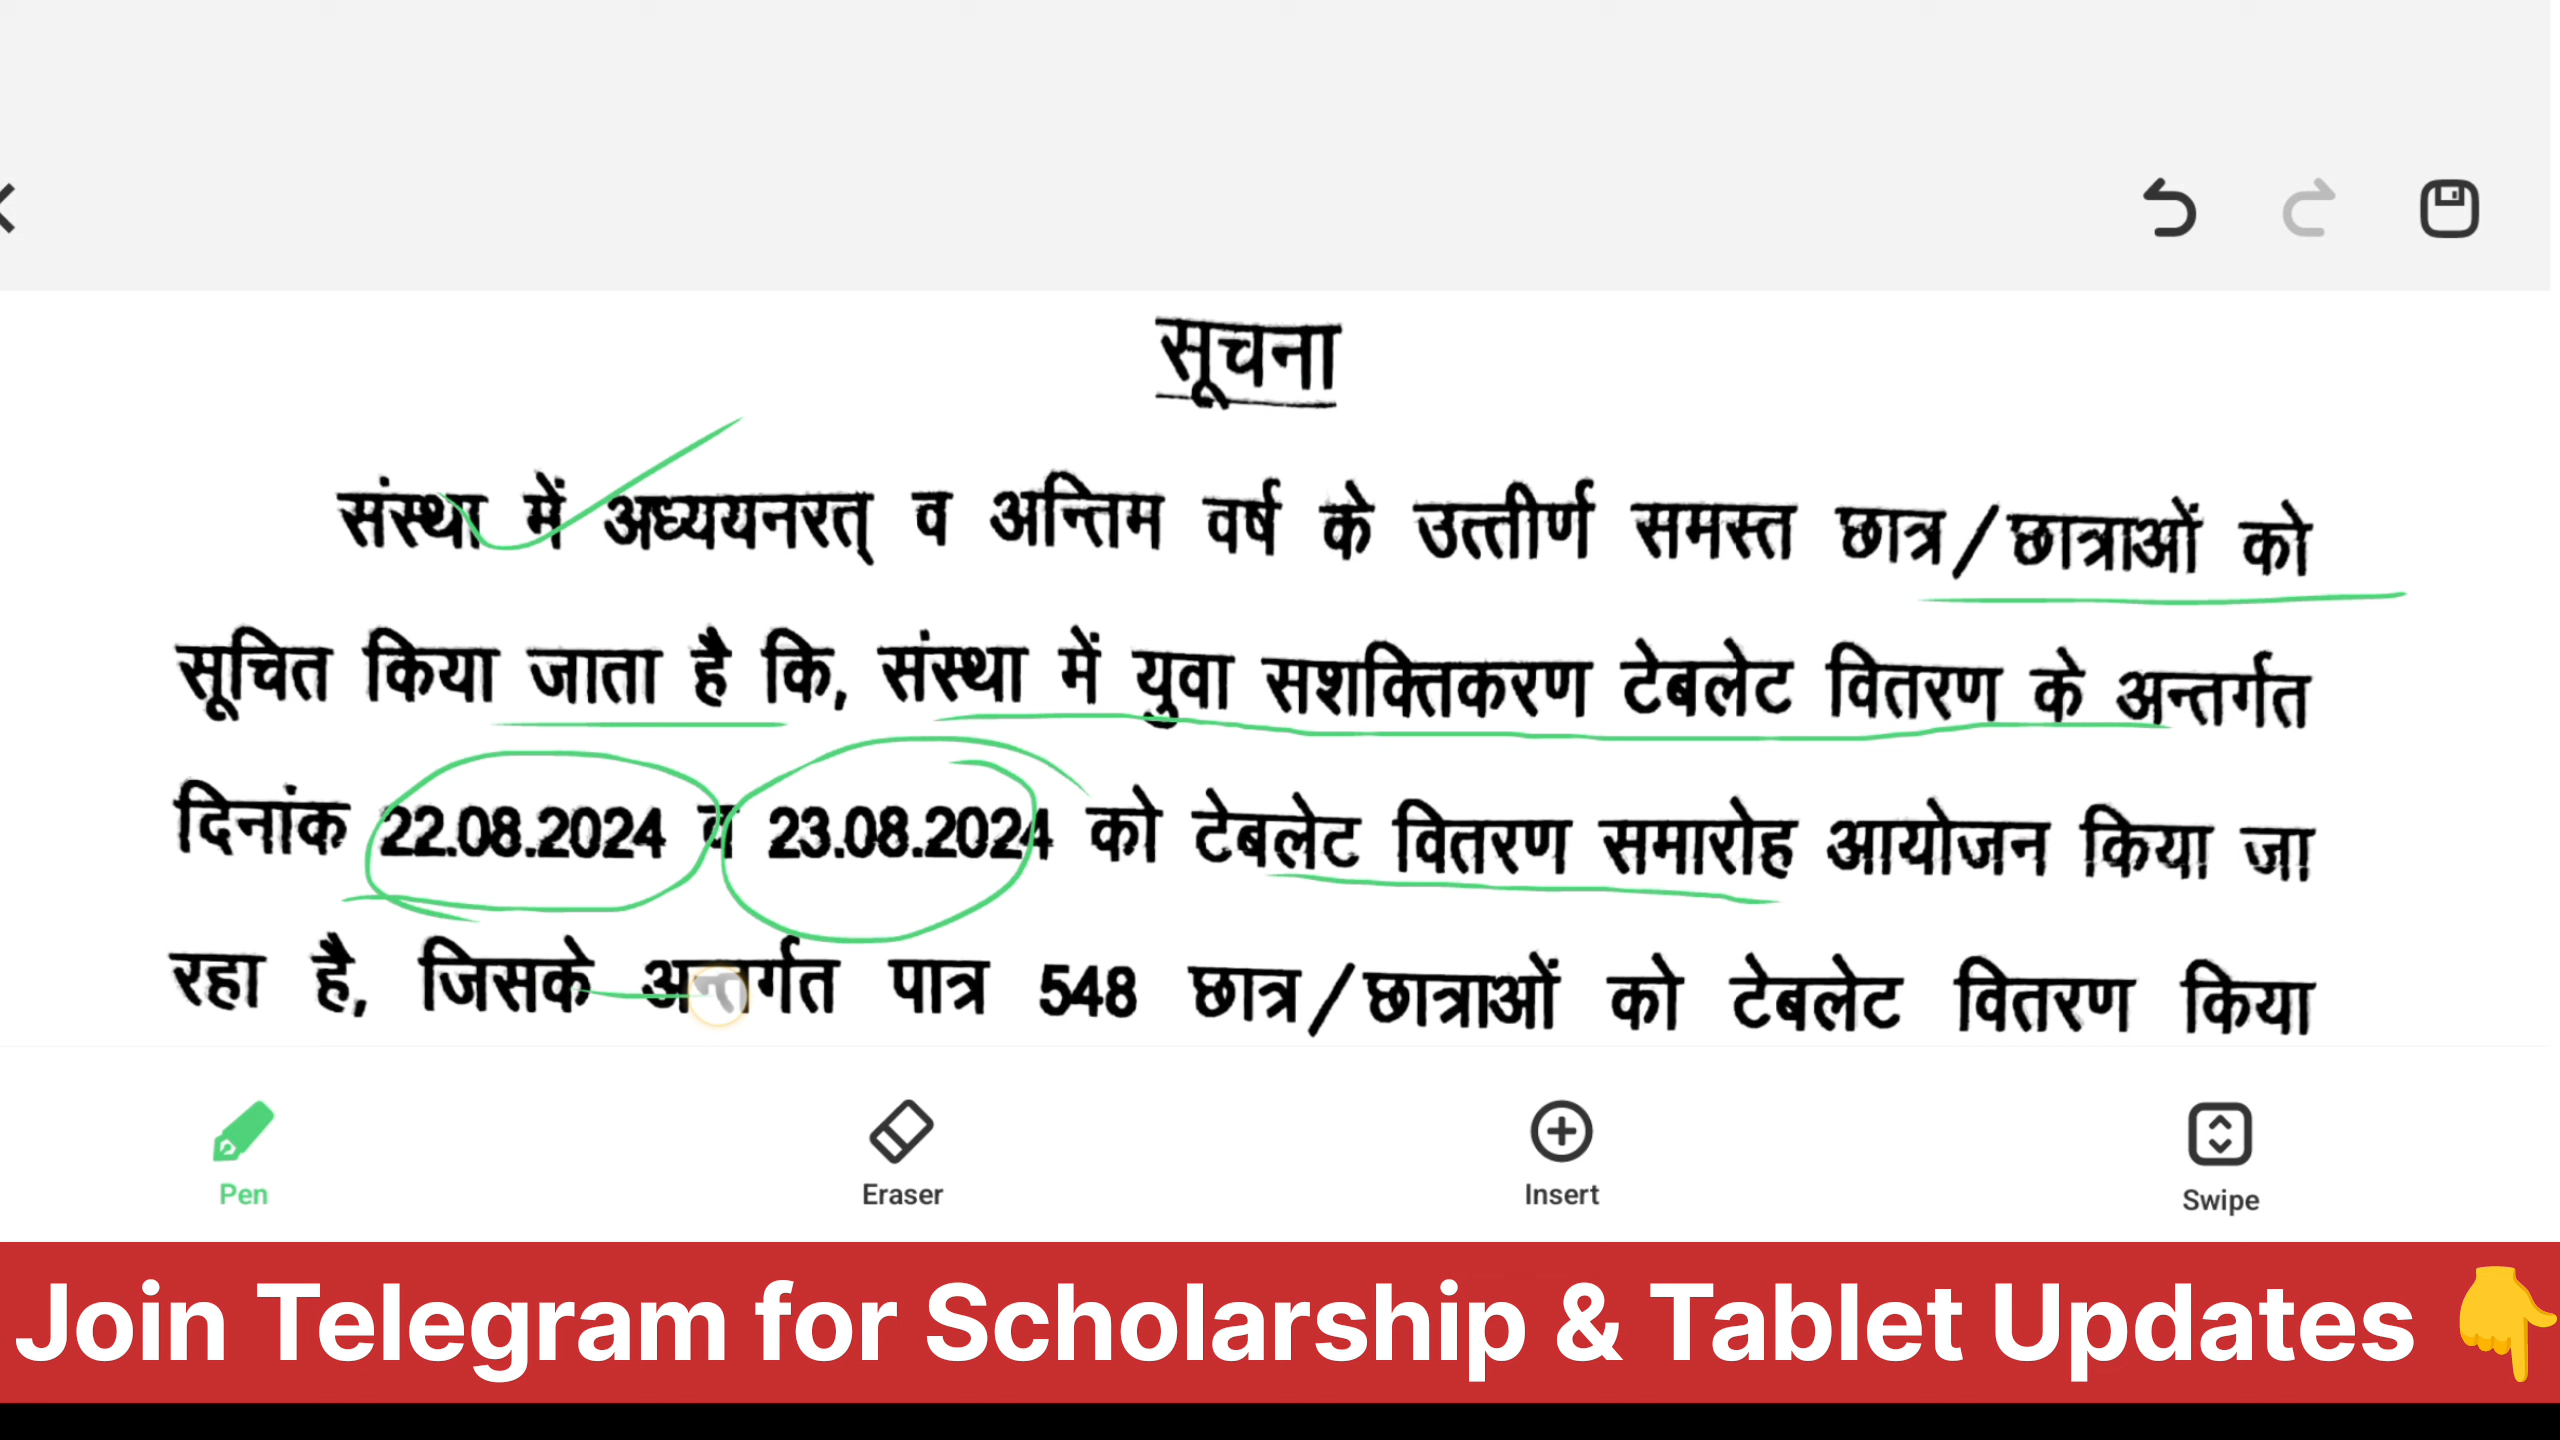 सूचना
संस्था में अध्ययनरत् व अन्तिम वर्ष के उत्तीर्ण समस्त छात्र/छात्राओं को
सूचित किया जाता है कि, संस्था में युवा सशक्तिकरण टेबलेट वितरण के अन्तर्गत
दिनांक 22.08.2024 व 23.08.2024 को टेबलेट वितरण समारोह आयोजन किया जा
रहा है, जिसके अन्तर्गत पात्र 548 छात्र/छात्राओं को टेबलेट वितरण किया
Pen Eraser Insert Swipe
Join Telegram for Scholarship & Tablet Updates 👇